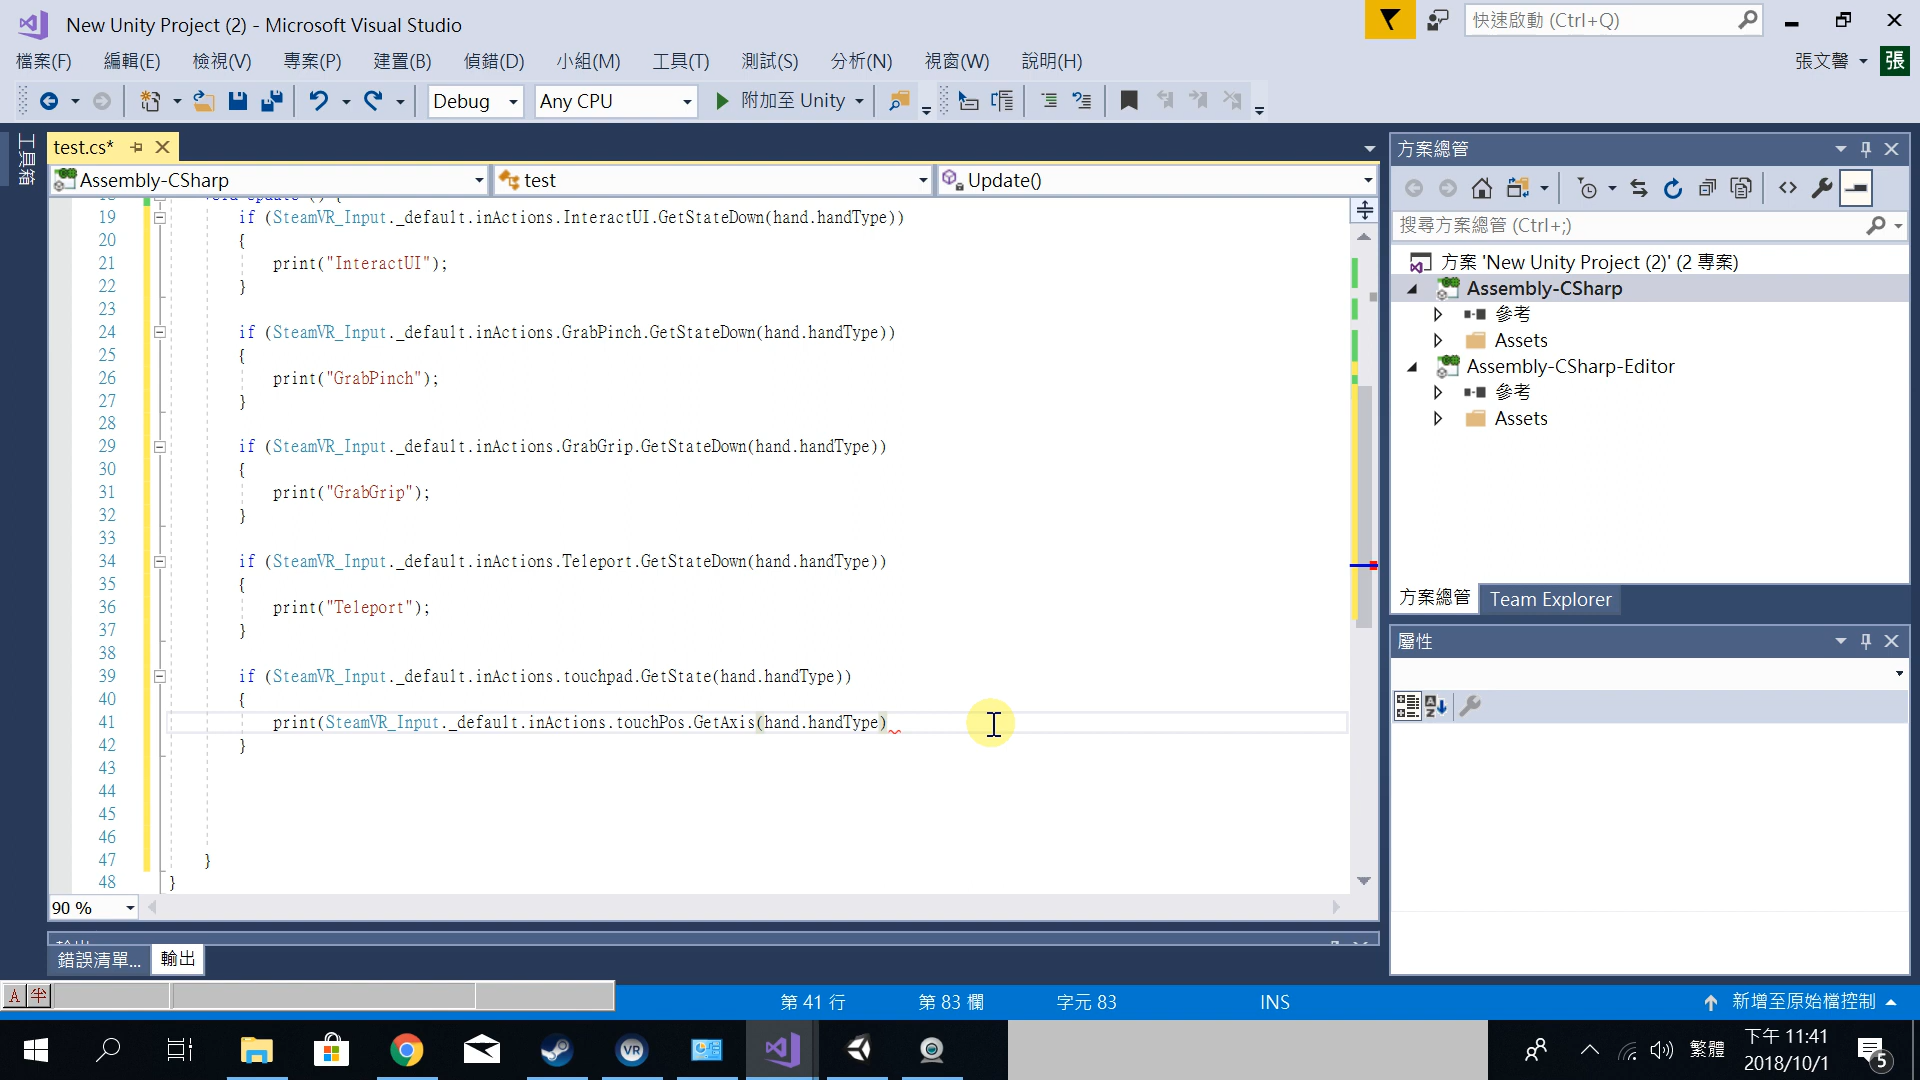 New Unity Project (2) - Microsoft Visual Studio
快速啟動 (Ctrl+Q)
檔案(F) 編輯(E) 檢視(V) 專案(P) 建置(B) 偵錯(D) 小組(M) 工具(T) 測試(S) 分析(N) 視窗(W) 說明(H)
張文馨 張
Debug Any CPU 附加至 Unity
工具箱
test.cs*
Assembly-CSharp test Update()
18 void Update () {
19 if (SteamVR_Input._default.inActions.InteractUI.GetStateDown(hand.handType))
20 {
21 print("InteractUI");
22 }
23
24 if (SteamVR_Input._default.inActions.GrabPinch.GetStateDown(hand.handType))
25 {
26 print("GrabPinch");
27 }
28
29 if (SteamVR_Input._default.inActions.GrabGrip.GetStateDown(hand.handType))
30 {
31 print("GrabGrip");
32 }
33
34 if (SteamVR_Input._default.inActions.Teleport.GetStateDown(hand.handType))
35 {
36 print("Teleport");
37 }
38
39 if (SteamVR_Input._default.inActions.touchpad.GetState(hand.handType))
40 {
41 print(SteamVR_Input._default.inActions.touchPos.GetAxis(hand.handType)
42 }
43
44
45
46
47 }
48 }
90 %
方案總管
搜尋方案總管 (Ctrl+;)
方案 'New Unity Project (2)' (2 專案)
Assembly-CSharp
參考
Assets
Assembly-CSharp-Editor
參考
Assets
方案總管 Team Explorer
屬性
錯誤清單... 輸出
A 半
第 41 行 第 83 欄 字元 83 INS 新增至原始檔控制
VR
繁體
下午 11:41
2018/10/1
5